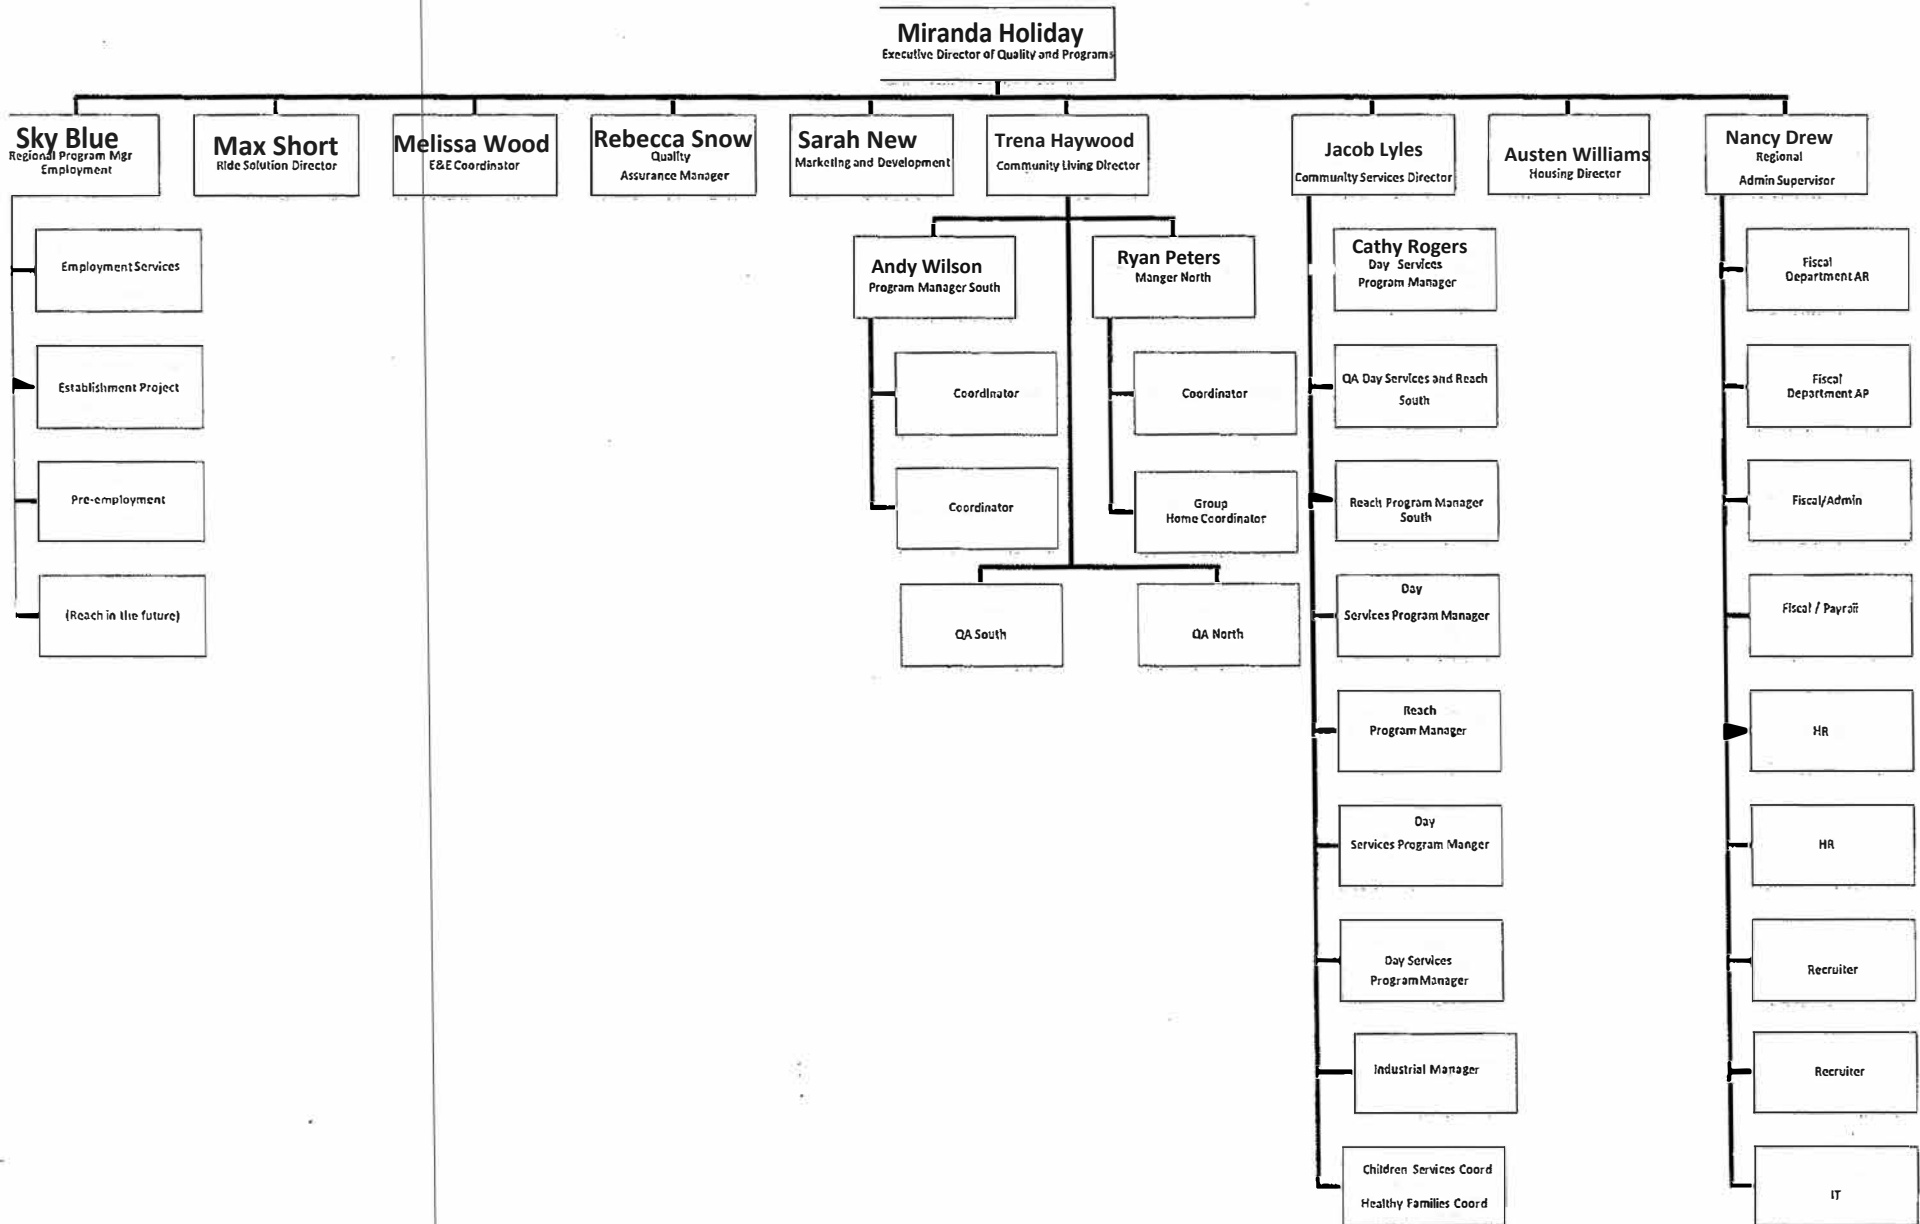 Miranda Holiday
Executive Director of Quality and Programs
Sky Blue
Regional Program Mgr
Employment
Max Short
Ride Solution Director
Melissa Wood
E&E Coordinator
Rebecca Snow
Quality
Assurance Manager
Sarah New
Marketing and Development
Trena Haywood
Community Living Director
Jacob Lyles
Community Services Director
Austen Williams
Housing Director
Nancy Drew
Regional
Admin Supervisor
Employment Services
Establishment Project
Pre-employment
(Reach in the future)
Andy Wilson
Program Manager South
Coordinator
Coordinator
Ryan Peters
Manger North
Coordinator
Group
Home Coordinator
QA South
QA North
Cathy Rogers
Day Services
Program Manager
QA Day Services and Reach
South
Reach Program Manager
South
Day
Services Program Manager
Reach
Program Manager
Day
Services Program Manger
Day Services
Program Manager
Industrial Manager
Children Services Coord
Healthy Families Coord
Fiscal
Department AR
Fiscal
Department AP
Fiscal/Admin
Fiscal / Payroll
HR
HR
Recruiter
Recruiter
IT